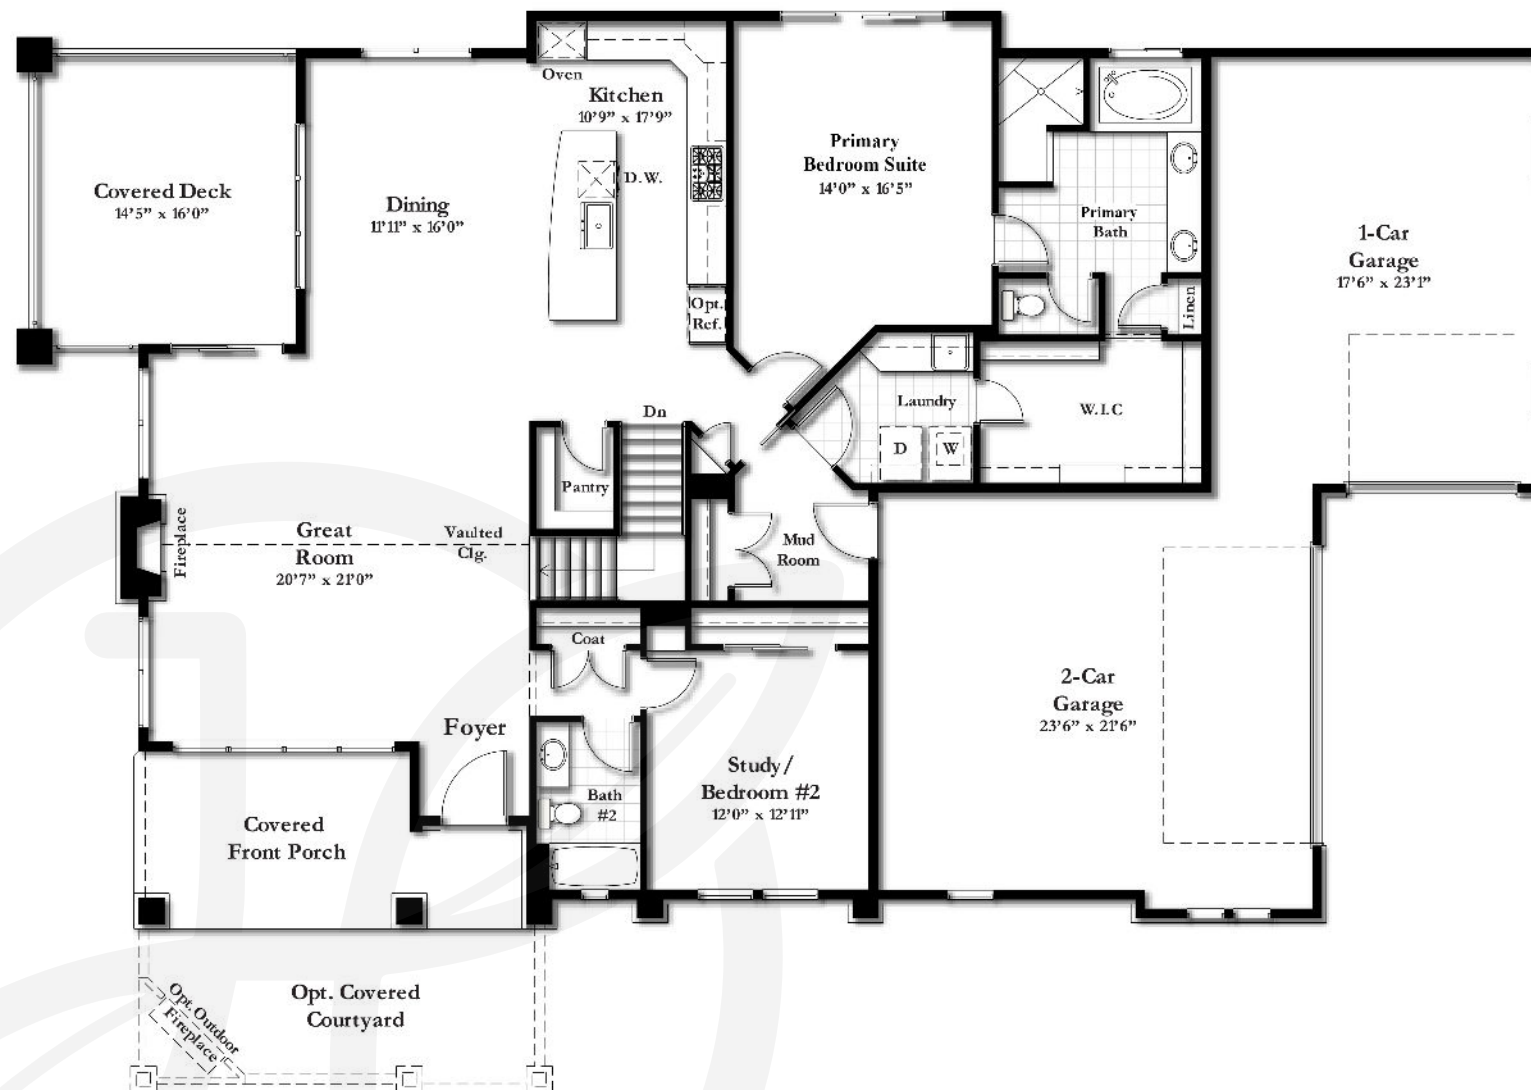 Oven
Kitchen
10'9" x 17'9"
D.W.
Opt.
Ref.
Covered Deck
14'5" x 16'0"
Dining
11'11" x 16'0"
Primary
Bedroom Suite
14'0" x 16'5"
Primary
Bath
Linen
1-Car
Garage
17'6" x 23'1"
Laundry
D
W
W.I.C
Dn
Pantry
Great
Room
20'7" x 21'0"
Fireplace
Vaulted
Clg.
Mud
Room
Coat
Foyer
Bath
#2
Study/
Bedroom #2
12'0" x 12'11"
2-Car
Garage
23'6" x 21'6"
Covered
Front Porch
Opt. Covered
Courtyard
Opt. Outdoor
Fireplace